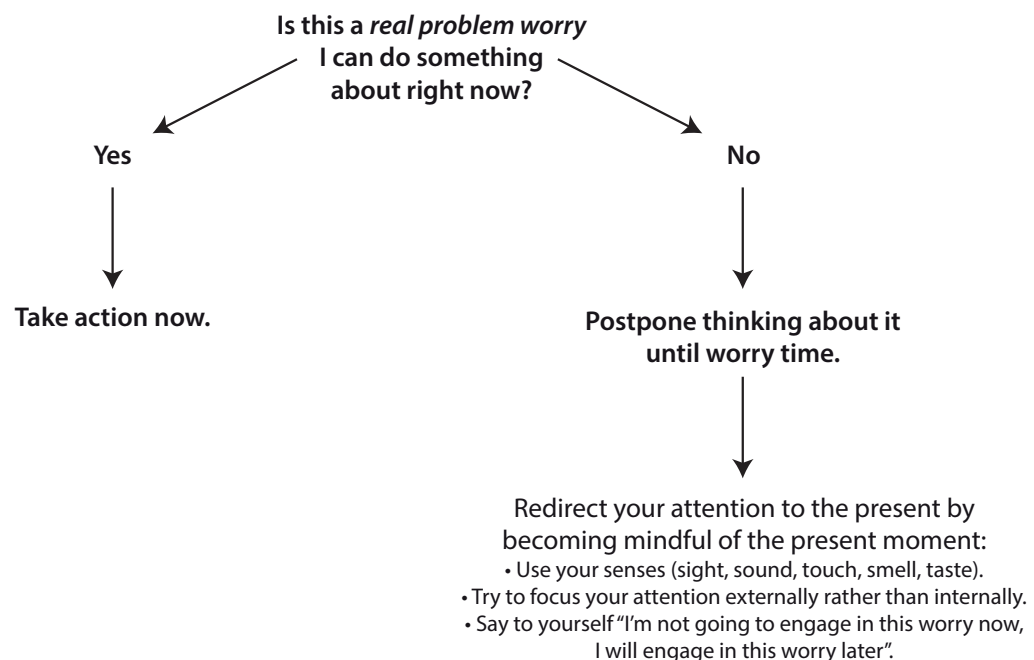 Is this a real problem worry
I can do something
about right now?
Yes
No
Take action now.
Postpone thinking about it
until worry time.
Redirect your attention to the present by
becoming mindful of the present moment:
• Use your senses (sight, sound, touch, smell, taste).
• Try to focus your attention externally rather than internally.
• Say to yourself “I’m not going to engage in this worry now,
I will engage in this worry later”.